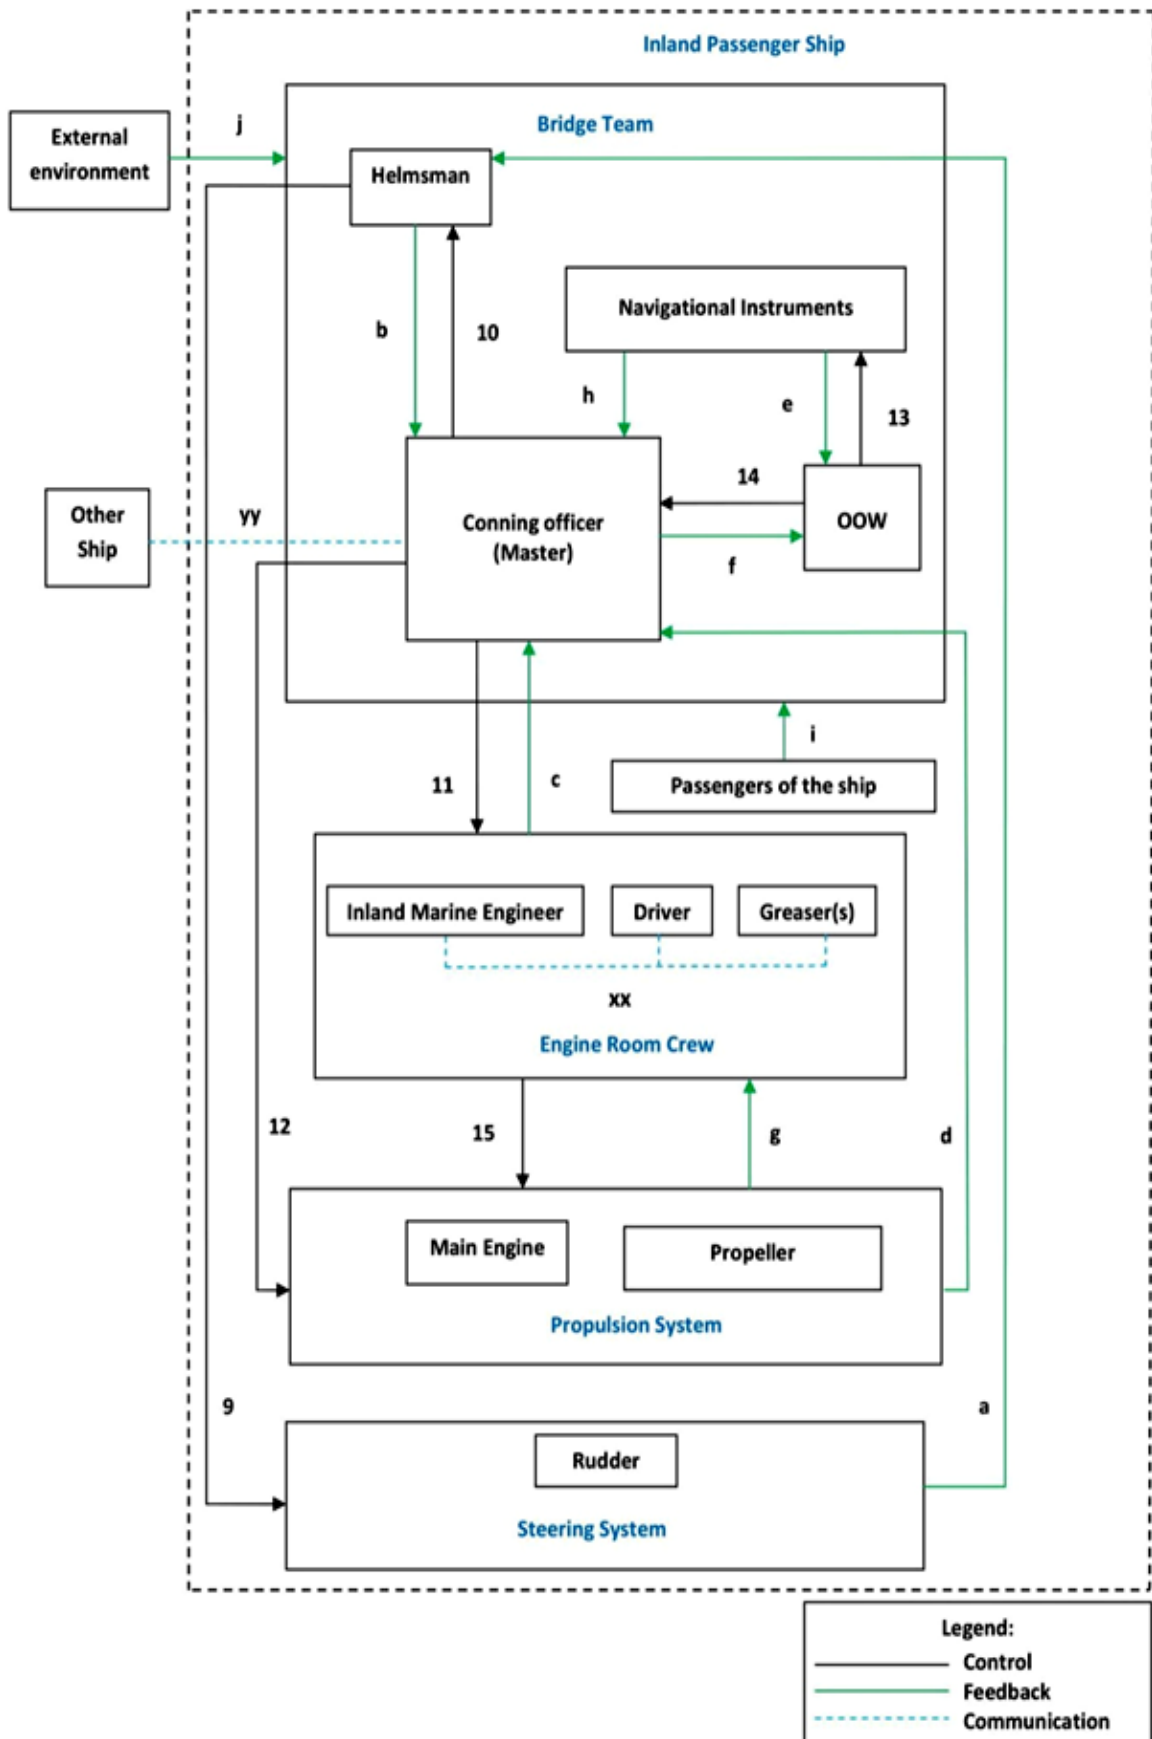 Inland Passenger Ship
Bridge Team
External
environment
j
Helmsman
Navigational Instruments
b
10
h
e
13
14
Other
Ship
yy
Conning officer
(Master)
OOW
f
i
Passengers of the ship
11
c
Inland Marine Engineer
Driver
Greaser(s)
xx
Engine Room Crew
12
15
g
d
Main Engine
Propeller
Propulsion System
9
a
Rudder
Steering System
Legend:
Control
Feedback
Communication